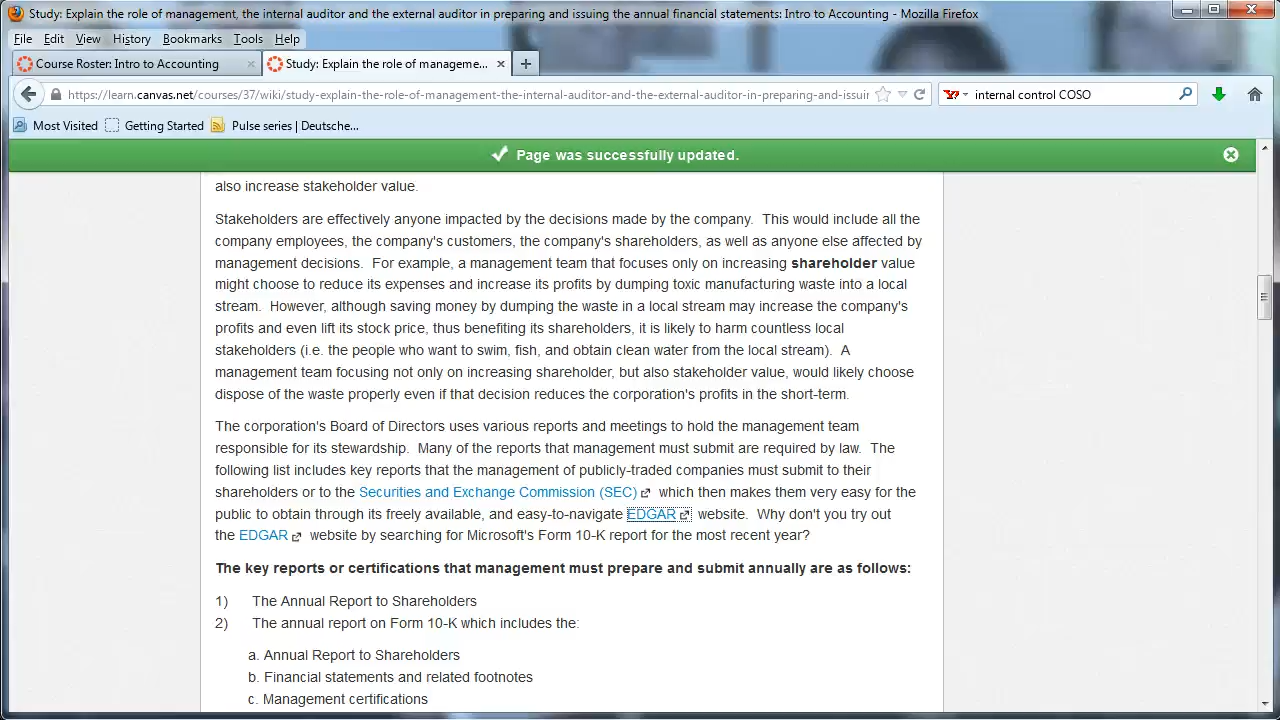 Study: Explain the role of management, the internal auditor and the external auditor in preparing and issuing the annual financial statements: Intro to Accounting - Mozilla Firefox
File Edit View History Bookmarks Tools Help
Course Roster: Intro to Accounting × Study: Explain the role of manageme... × +
https://learn.canvas.net/courses/37/wiki/study-explain-the-role-of-management-the-internal-auditor-and-the-external-auditor-in-preparing-and-issuin internal control COSO
Most Visited Getting Started Pulse series | Deutsche...
Page was successfully updated.
also increase stakeholder value.
Stakeholders are effectively anyone impacted by the decisions made by the company. This would include all the
company employees, the company's customers, the company's shareholders, as well as anyone else affected by
management decisions. For example, a management team that focuses only on increasing shareholder value
might choose to reduce its expenses and increase its profits by dumping toxic manufacturing waste into a local
stream. However, although saving money by dumping the waste in a local stream may increase the company's
profits and even lift its stock price, thus benefiting its shareholders, it is likely to harm countless local
stakeholders (i.e. the people who want to swim, fish, and obtain clean water from the local stream). A
management team focusing not only on increasing shareholder, but also stakeholder value, would likely choose
dispose of the waste properly even if that decision reduces the corporation's profits in the short-term.
The corporation's Board of Directors uses various reports and meetings to hold the management team
responsible for its stewardship. Many of the reports that management must submit are required by law. The
following list includes key reports that the management of publicly-traded companies must submit to their
shareholders or to the Securities and Exchange Commission (SEC) which then makes them very easy for the
public to obtain through its freely available, and easy-to-navigate EDGAR website. Why don't you try out
the EDGAR website by searching for Microsoft's Form 10-K report for the most recent year?
The key reports or certifications that management must prepare and submit annually are as follows:
1) The Annual Report to Shareholders
2) The annual report on Form 10-K which includes the:
a. Annual Report to Shareholders
b. Financial statements and related footnotes
c. Management certifications